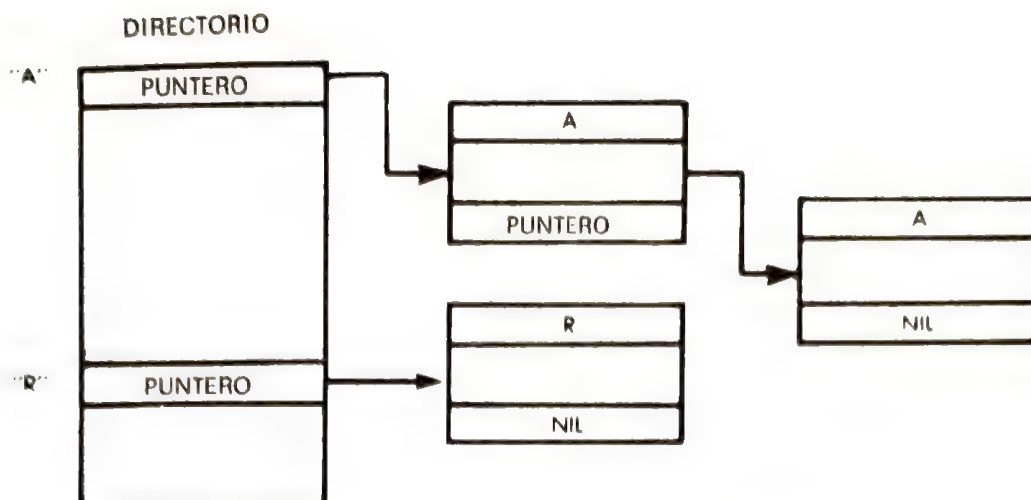 DIRECTORIO
"A"
PUNTERO
A
PUNTERO
A
NIL
R
NIL
"R"
PUNTERO